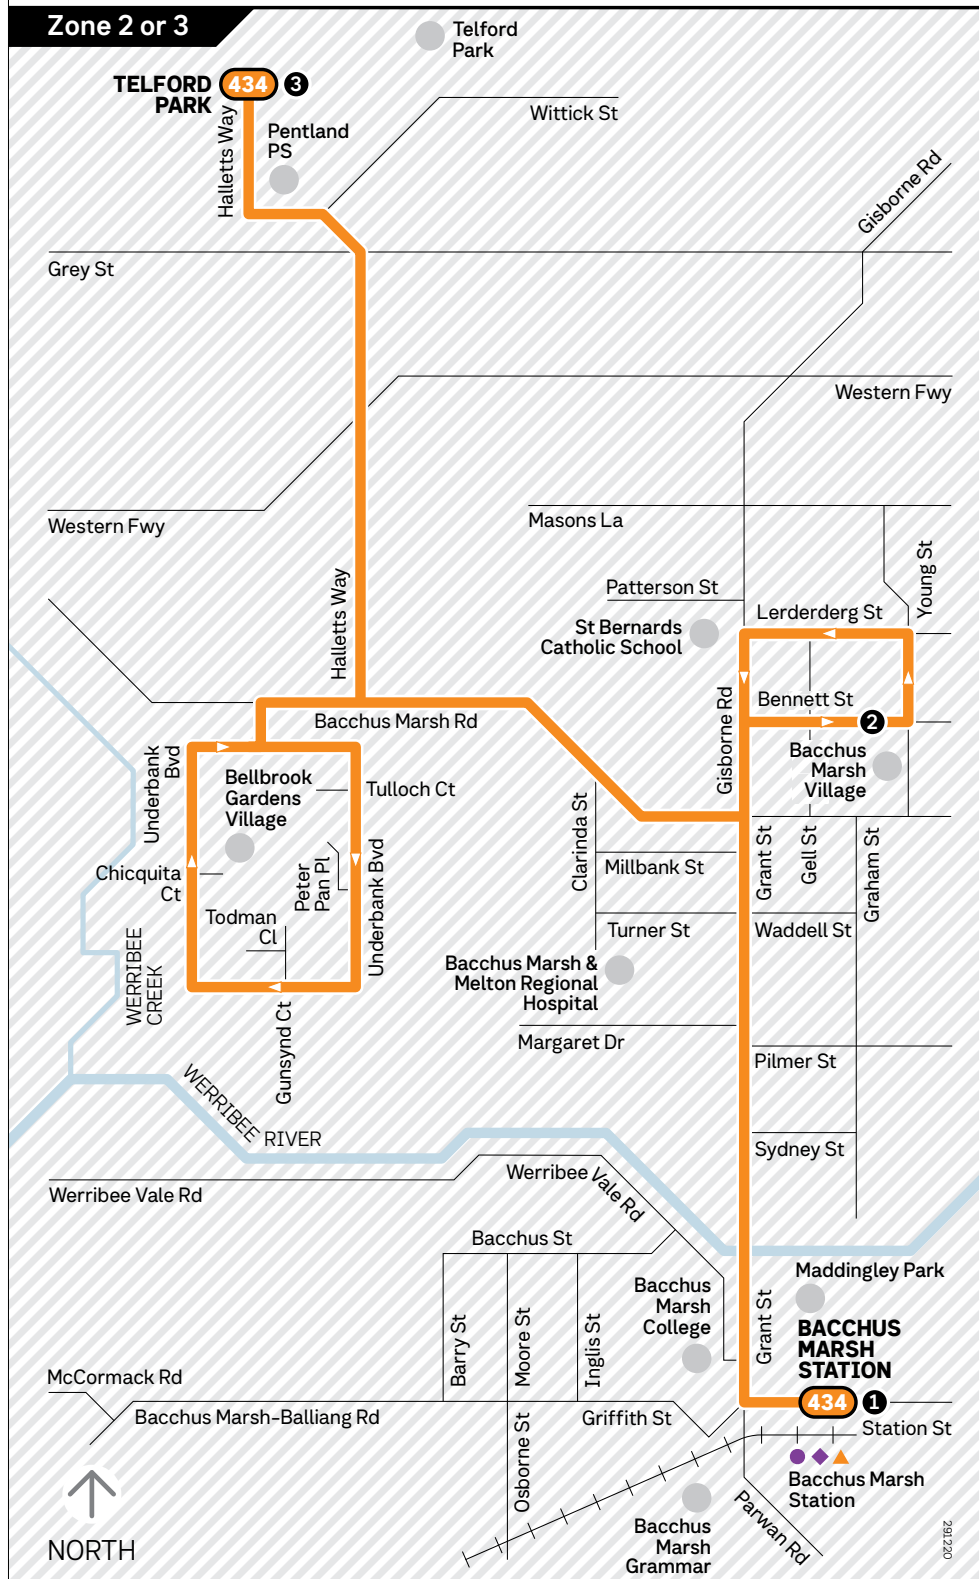 Zone 2 or 3
Telford
Park
TELFORD
PARK
434
3
Halletts Way
Pentland
PS
Wittick St
Gisborne Rd
Grey St
Western Fwy
Western Fwy
Masons La
Young St
Halletts Way
Patterson St
Lerderderg St
St Bernards
Catholic School
Gisborne Rd
Bennett St
2
Bacchus Marsh Rd
Bacchus
Marsh
Village
Underbank
Bvd
Bellbrook
Gardens
Village
Tulloch Ct
Clarinda St
Grant St
Gell St
Graham St
Chicquita
Ct
Peter
Pan Pl
Underbank Bvd
Millbank St
Todman
Cl
Turner St
Waddell St
WERRIBEE
CREEK
Bacchus Marsh &
Melton Regional
Hospital
Gunsynd Ct
Margaret Dr
Pilmer St
WERRIBEE RIVER
Sydney St
Werribee Vale Rd
Werribee Vale Rd
Bacchus St
Maddingley Park
Bacchus
Marsh
College
Grant St
Barry St
Moore St
Inglis St
BACCHUS
MARSH
STATION
McCormack Rd
434
1
Bacchus Marsh-Balliang Rd
Griffith St
Station St
Osborne St
Bacchus Marsh
Station
Parwan Rd
Bacchus
Marsh
Grammar
NORTH
291220